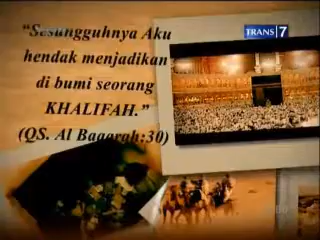 “Sesungguhnya Aku
hendak menjadikan
di bumi seorang
KHALIFAH.”
(QS. Al Baqarah:30)
TRANS 7